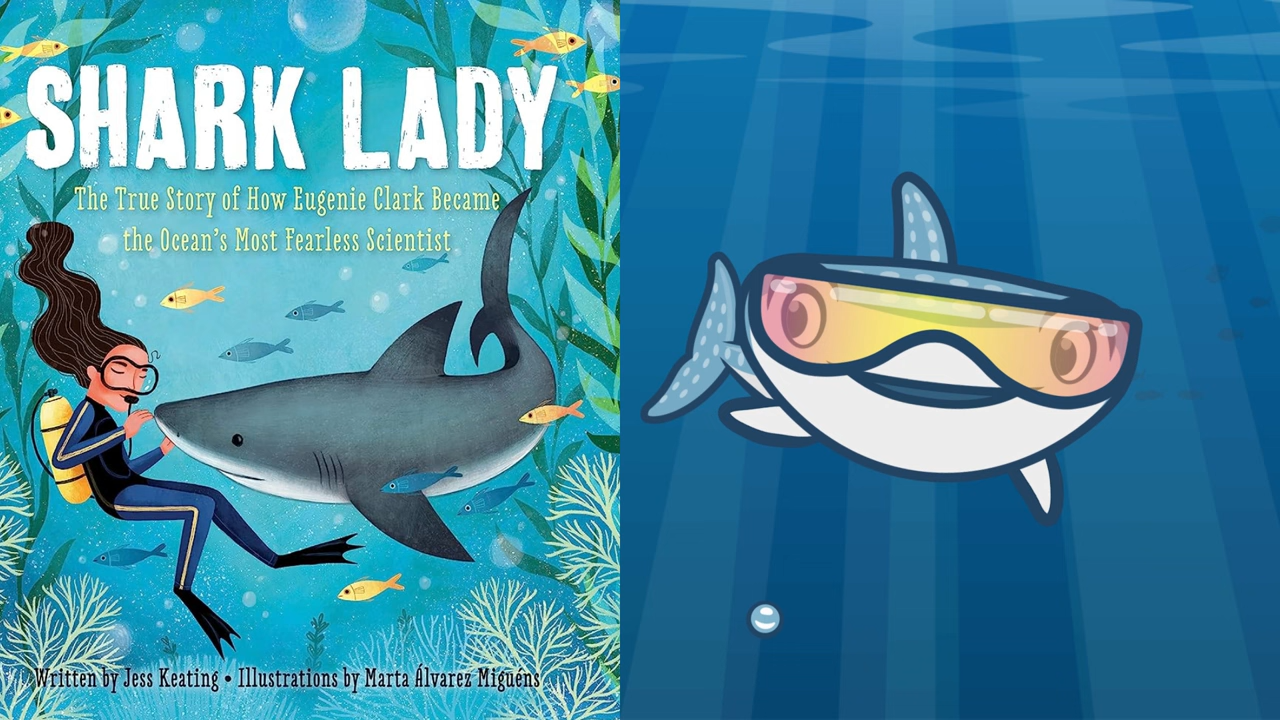 SHARK LADY
The True Story of How Eugenie Clark Became
the Ocean's Most Fearless Scientist
Written by Jess Keating • Illustrations by Marta Álvarez Miguéns